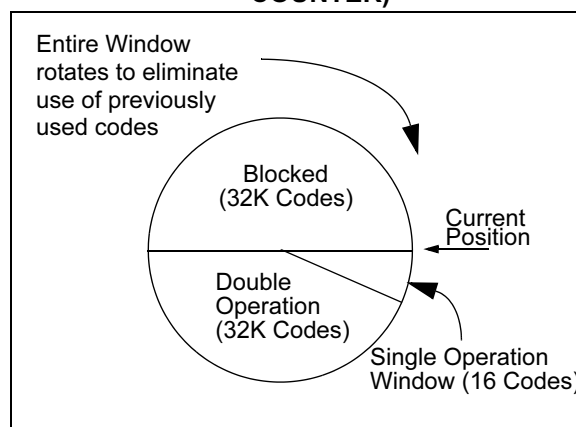 COUNTER)
Entire Window
rotates to eliminate
use of previously
used codes
Blocked
(32K Codes)
Current
Position
Double
Operation
(32K Codes)
Single Operation
Window (16 Codes)